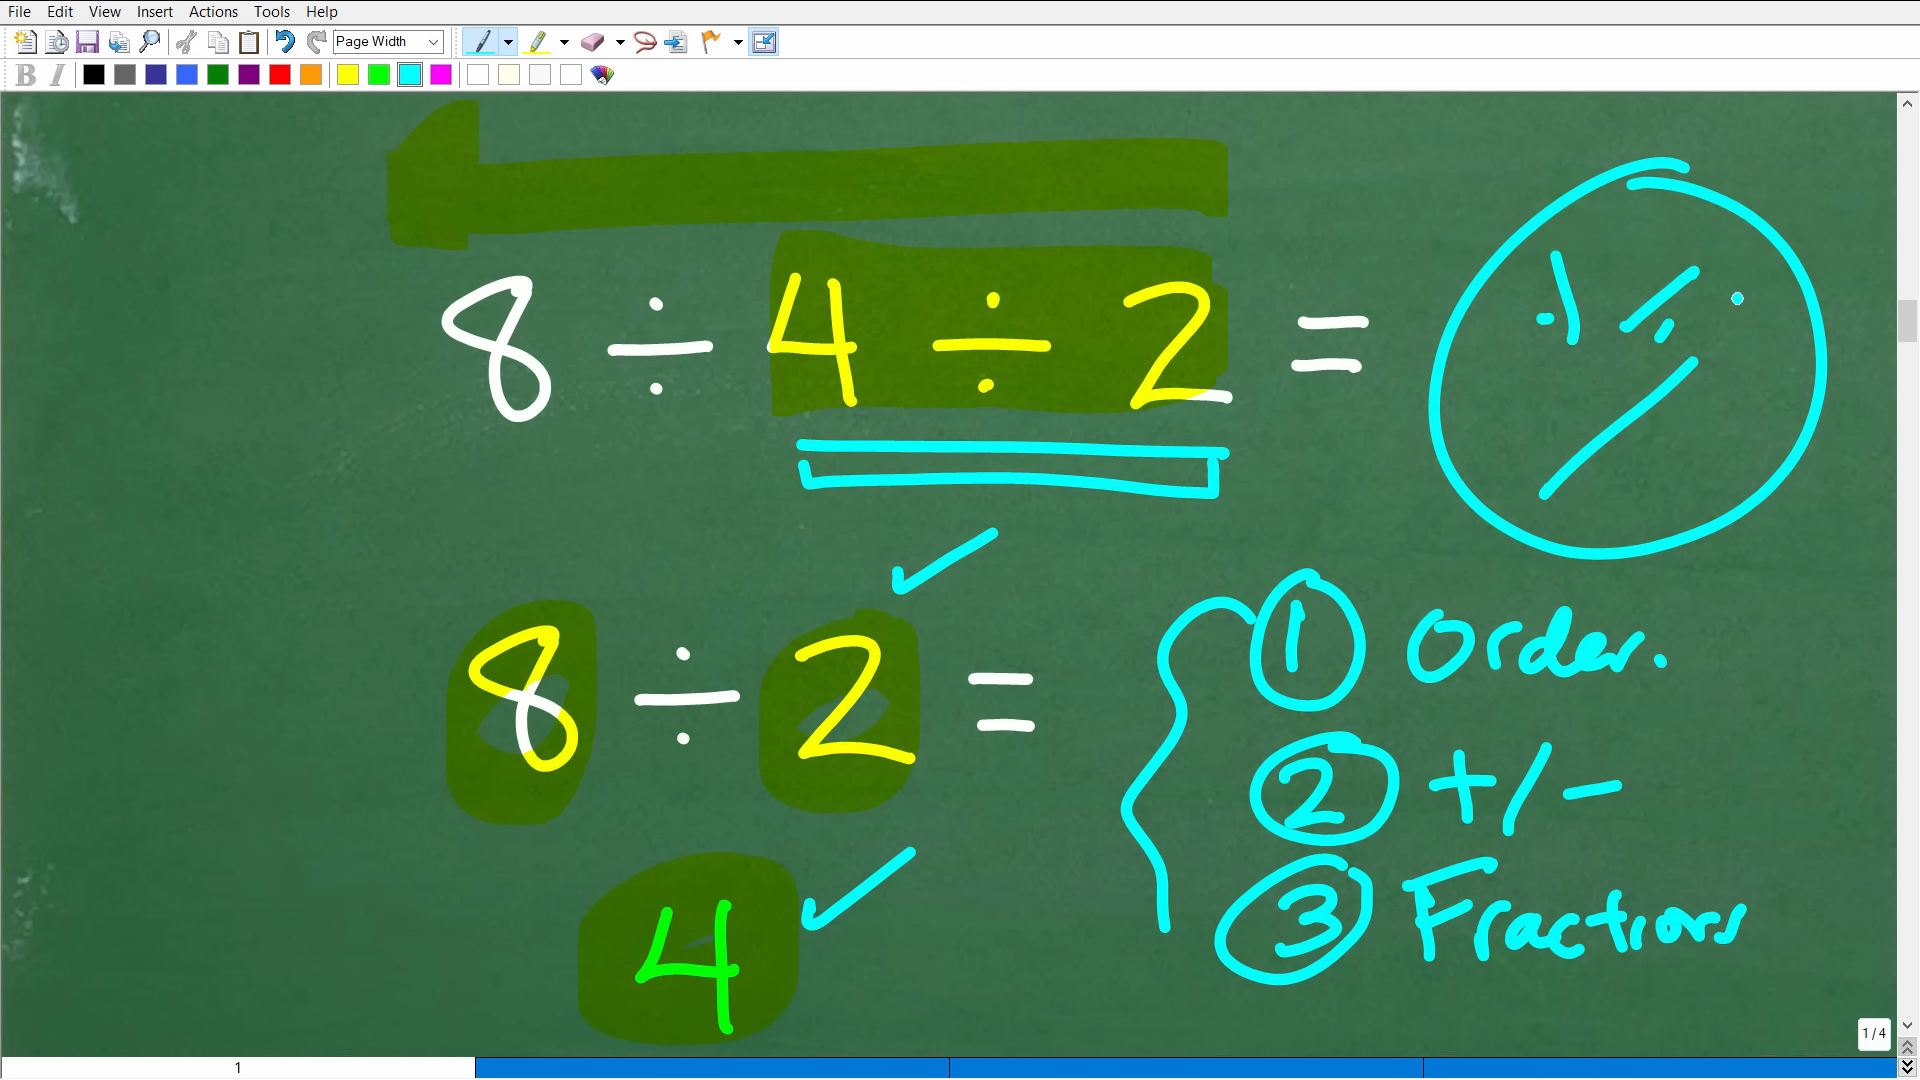 File Edit View Insert Actions Tools Help
Page Width
B I
8 ÷ 4 ÷ 2 =
8 ÷ 2 =
4
1 Order.
2 +/-
3 Fractions
1 / 4
1